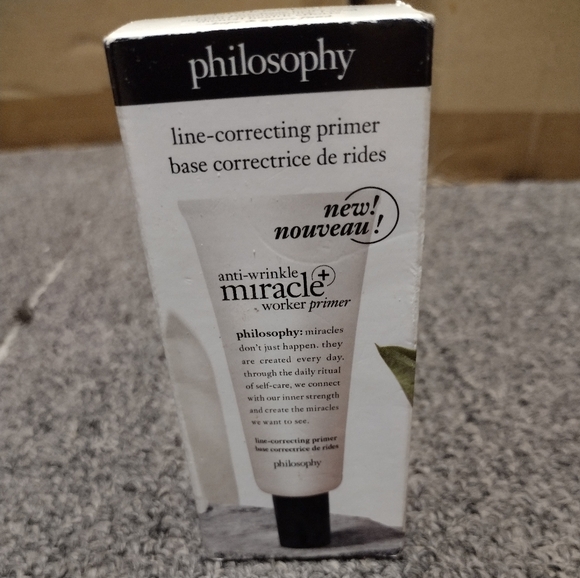 philosophy
line-correcting primer
base correctrice de rides
new!
nouveau!
anti-wrinkle
miracle+
worker primer
philosophy: miracles
don't just happen. they
are created every day.
through the daily ritual
of self-care, we connect
with our inner strength
and create the miracles
we want to see.
line-correcting primer
base correctrice de rides
philosophy